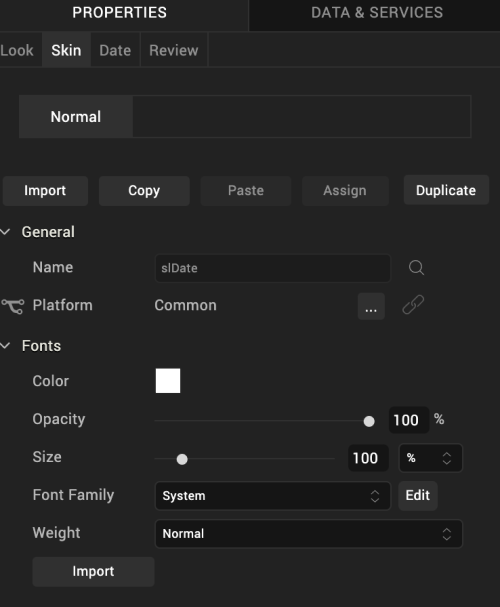 PROPERTIES DATA & SERVICES
Look Skin Date Review
Normal
Import Copy Paste Assign Duplicate
General
Name slDate
Platform Common ...
Fonts
Color
Opacity 100 %
Size 100 %
Font Family System Edit
Weight Normal
Import